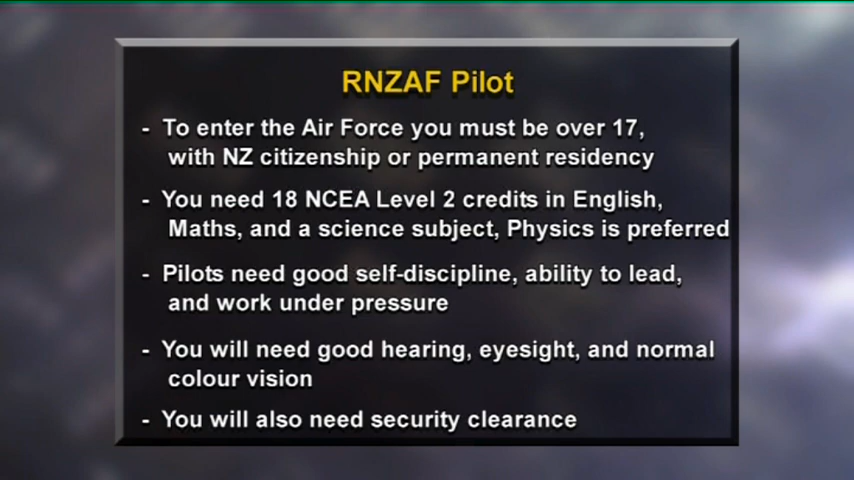 RNZAF Pilot
- To enter the Air Force you must be over 17,
with NZ citizenship or permanent residency
- You need 18 NCEA Level 2 credits in English,
Maths, and a science subject, Physics is preferred
- Pilots need good self-discipline, ability to lead,
and work under pressure
- You will need good hearing, eyesight, and normal
colour vision
- You will also need security clearance